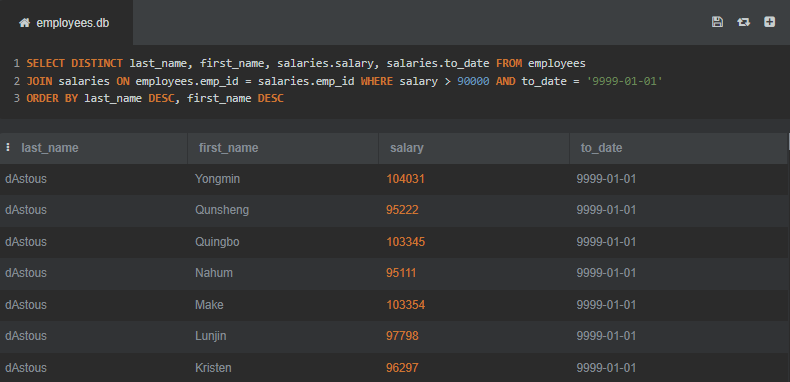 employees.db
1 SELECT DISTINCT last_name, first_name, salaries.salary, salaries.to_date FROM employees
2 JOIN salaries ON employees.emp_id = salaries.emp_id WHERE salary > 90000 AND to_date = '9999-01-01'
3 ORDER BY last_name DESC, first_name DESC
last_name first_name salary to_date
dAstous Yongmin 104031 9999-01-01
dAstous Qunsheng 95222 9999-01-01
dAstous Quingbo 103345 9999-01-01
dAstous Nahum 95111 9999-01-01
dAstous Make 103354 9999-01-01
dAstous Lunjin 97798 9999-01-01
dAstous Kristen 96297 9999-01-01